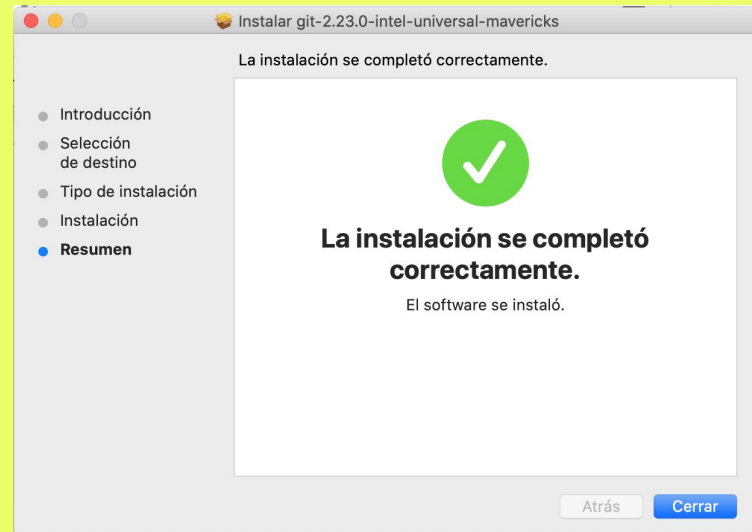 Instalar git-2.23.0-intel-universal-mavericks
La instalación se completó correctamente.
Introducción
Selección
de destino
Tipo de instalación
Instalación
Resumen
La instalación se completó
correctamente.
El software se instaló.
Atrás
Cerrar